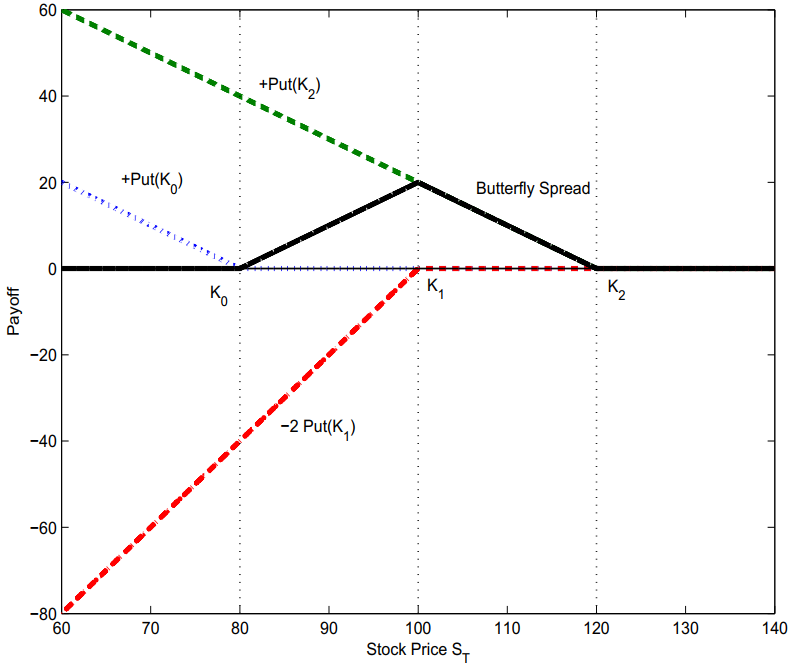 60
+Put(K2)
40
+Put(K0)
20
Butterfly Spread
0
K0
K1
K2
Payoff
−20
−2 Put(K1)
−40
−60
−80
60 70 80 90 100 110 120 130 140
Stock Price ST